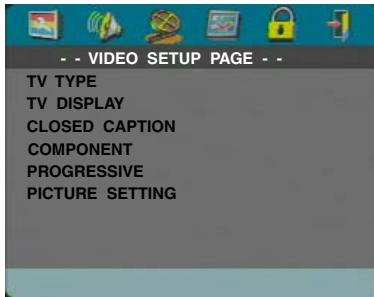 - - VIDEO SETUP PAGE - -
TV TYPE
TV DISPLAY
CLOSED CAPTION
COMPONENT
PROGRESSIVE
PICTURE SETTING